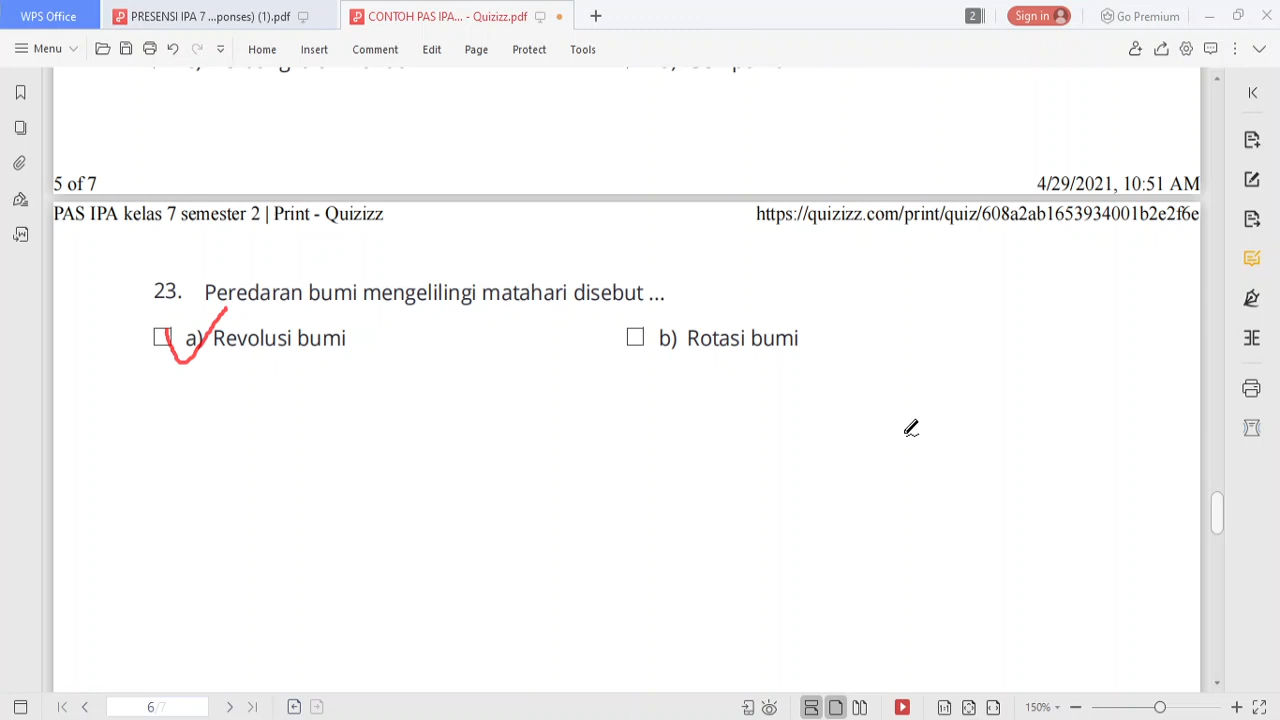 WPS Office
PRESENSI IPA 7 ...ponses) (1).pdf
CONTOH PAS IPA... - Quizizz.pdf
2
Sign in
Go Premium
Menu
Home
Insert
Comment
Edit
Page
Protect
Tools
5 of 7
4/29/2021, 10:51 AM
PAS IPA kelas 7 semester 2 | Print - Quizizz
https://quizizz.com/print/quiz/608a2ab1653934001b2e2f6e
23. Peredaran bumi mengelilingi matahari disebut ...
a) Revolusi bumi
b) Rotasi bumi
6/7
150%